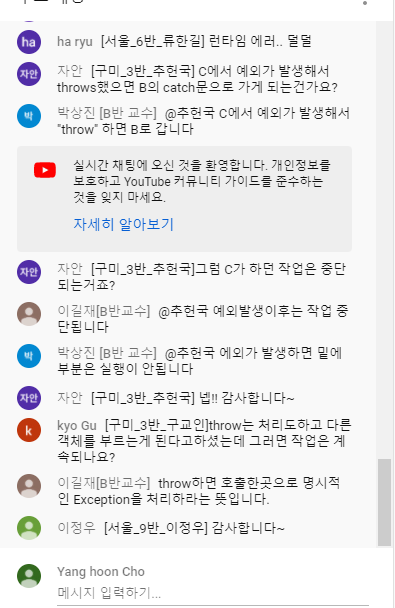 ha
ha ryu [서울_6반_류한길] 런타임 에러.. 덜덜
자안
자안 [구미_3반_추헌국] C에서 예외가 발생해서
throws했으면 B의 catch문으로 가게 되는건가요?
박
박상진 [B반 교수] @추헌국 C에서 예외가 발생해서
"throw" 하면 B로 갑니다
실시간 채팅에 오신 것을 환영합니다. 개인정보를
보호하고 YouTube 커뮤니티 가이드를 준수하는
것을 잊지 마세요.
자세히 알아보기
자안
자안 [구미_3반_추헌국]그럼 C가 하던 작업은 중단
되는거죠?
이길재[B반교수] @추헌국 예외발생이후는 작업 중
단됩니다
박
박상진 [B반 교수] @추헌국 에외가 발생하면 밑에
부분은 실행이 안됩니다
자안
자안 [구미_3반_추헌국] 넵!! 감사합니다~
k
kyo Gu [구미_3반_구교인]throw는 처리도하고 다른
객체를 부르는게 된다고하셨는데 그러면 작업은 계
속되나요?
이길재[B반교수] throw하면 호출한곳으로 명시적
인 Exception을 처리하라는 뜻입니다.
이정우 [서울_9반_이정우] 감사합니다~
Yang hoon Cho
메시지 입력하기...